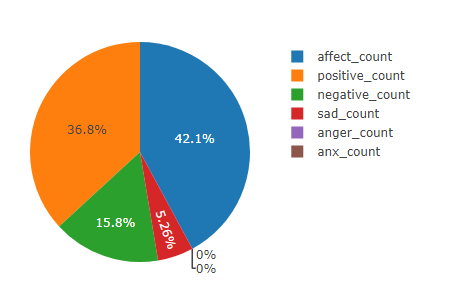 affect_count
positive_count
negative_count
sad_count
anger_count
anx_count
36.8%
42.1%
15.8%
5.26%
0%
0%